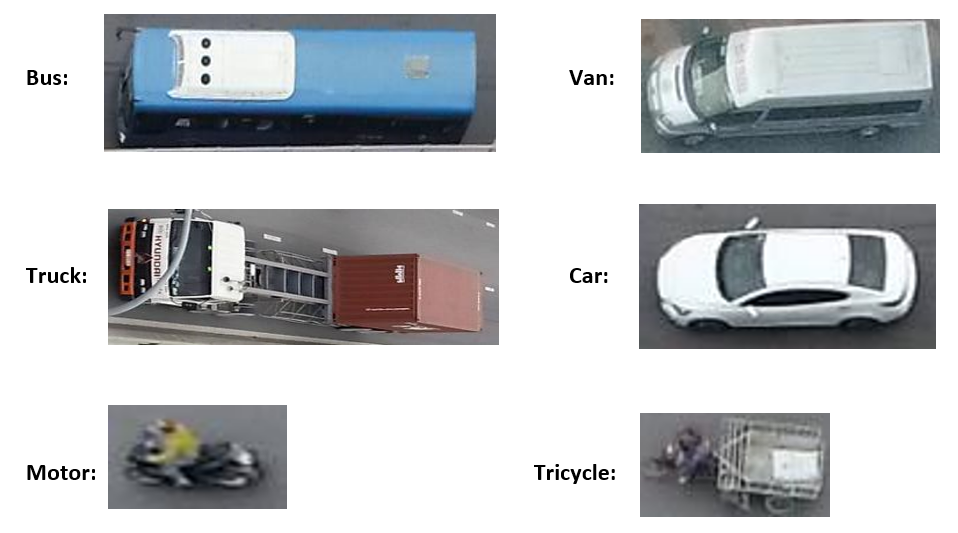 Bus:
Van:
Truck:
HYUNDAI
Car:
Motor:
Tricycle: